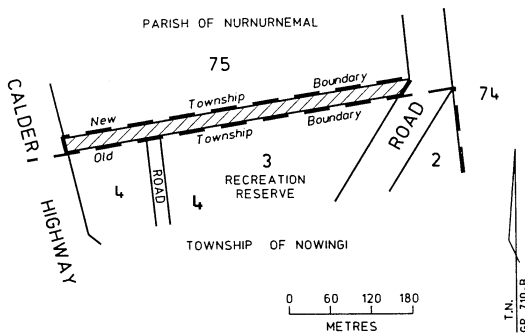 PARISH OF NURNURNEMAL
75
CALDER
HIGHWAY
New Township Boundary
Old Township Boundary
74
ROAD
ROAD
3
RECREATION
RESERVE
2
4
4
TOWNSHIP OF NOWINGI
0 60 120 180
METRES
T.N.